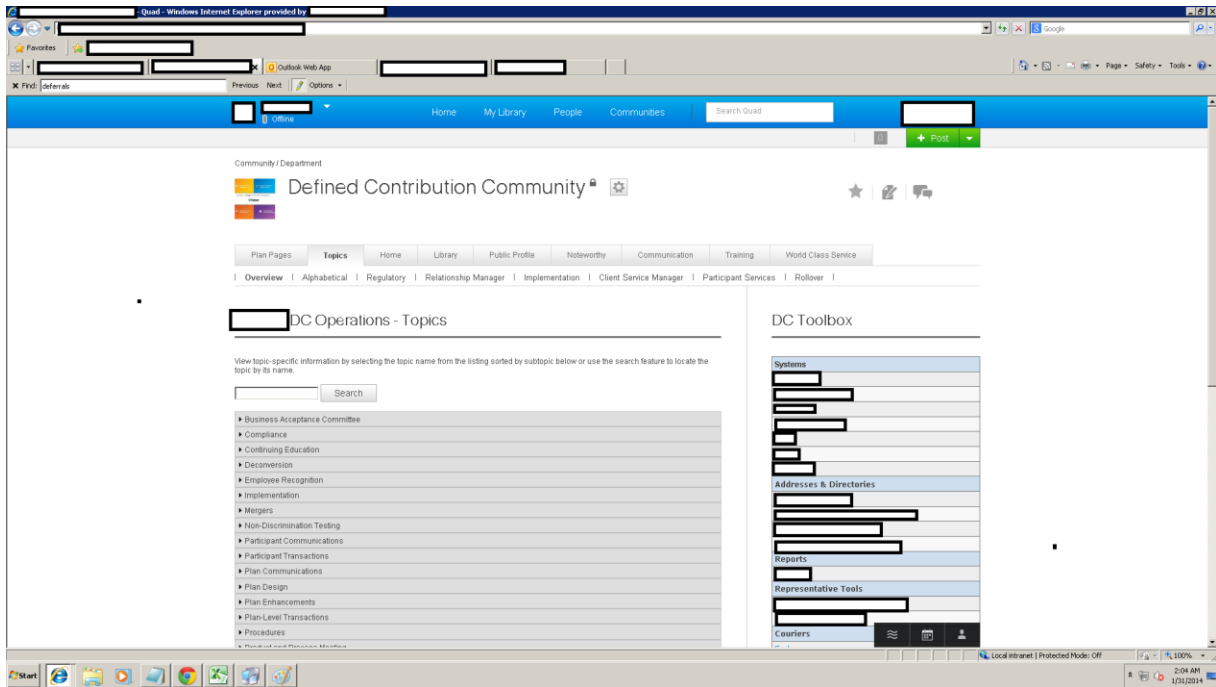 - Quad - Windows Internet Explorer provided by
Google
Favorites
Outlook Web App
Page Safety Tools
Find: deferrals Previous Next Options
Offline
Home My Library People Communities Search Quad
0 + Post
Community / Department
Defined Contribution Community
Plan Pages Topics Home Library Public Profile Noteworthy Communication Training World Class Service
Overview | Alphabetical | Regulatory | Relationship Manager | Implementation | Client Service Manager | Participant Services | Rollover |
DC Operations - Topics
DC Toolbox
View topic-specific information by selecting the topic name from the listing sorted by subtopic below or use the search feature to locate the
topic by its name.
Search
Business Acceptance Committee
Compliance
Continuing Education
Deconversion
Employee Recognition
Implementation
Mergers
Non-Discrimination Testing
Participant Communications
Participant Transactions
Plan Communications
Plan Design
Plan Enhancements
Plan-Level Transactions
Procedures
Systems
Addresses & Directories
Reports
Representative Tools
Couriers
Local intranet | Protected Mode: Off 100%
Start
2:04 AM
1/31/2014